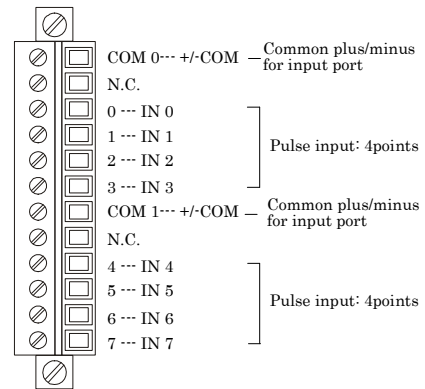 COM 0--- +/-COM — Common plus/minus
for input port
N.C.
0 --- IN 0
1 --- IN 1
2 --- IN 2
3 --- IN 3
Pulse input: 4points
COM 1--- +/-COM — Common plus/minus
for input port
N.C.
4 --- IN 4
5 --- IN 5
6 --- IN 6
7 --- IN 7
Pulse input: 4points